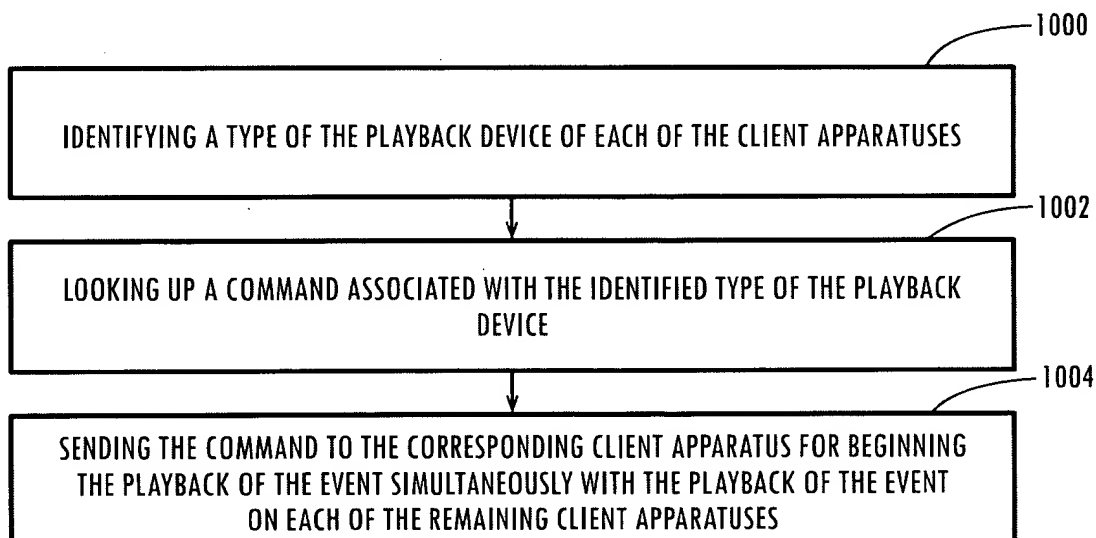 1000
IDENTIFYING A TYPE OF THE PLAYBACK DEVICE OF EACH OF THE CLIENT APPARATUSES
1002
LOOKING UP A COMMAND ASSOCIATED WITH THE IDENTIFIED TYPE OF THE PLAYBACK
DEVICE
1004
SENDING THE COMMAND TO THE CORRESPONDING CLIENT APPARATUS FOR BEGINNING
THE PLAYBACK OF THE EVENT SIMULTANEOUSLY WITH THE PLAYBACK OF THE EVENT
ON EACH OF THE REMAINING CLIENT APPARATUSES